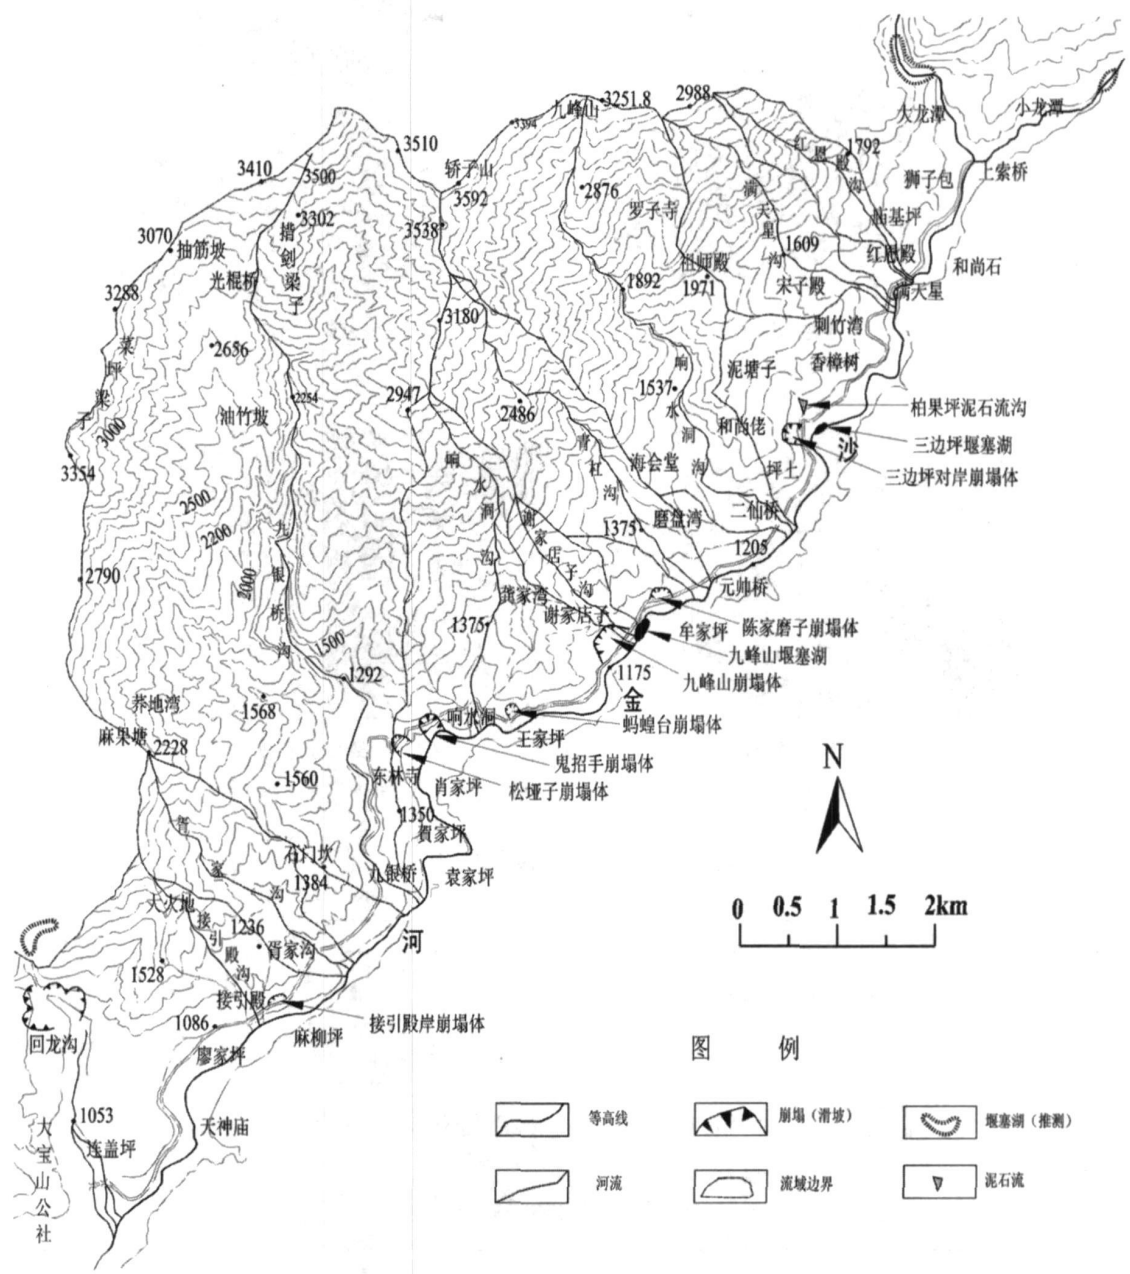 九峰山
3251.8
2988
3394
大龙潭
小龙潭
3510
红恩殿沟
1792
上索桥
3410
3500
轿子山
3592
2876
满天星沟
狮子包
3302
罗子寺
庙基坪
3538
1609
红恩殿
3070
抽筋坡
措剑梁子
祖师殿
和尚石
光棍桥
1892
1971
宋子殿
满天星
3288
3180
剿竹湾
菜坪梁子
2656
响水洞沟
泥塘子
香樟树
1537
2254
2947
2486
柏果坪泥石流沟
油竹坡
和尚佬
3000
青杠沟
三边坪堰塞湖
沙
3354
响水洞沟
海会堂
坪上
三边坪对岸崩塌体
2500
二仙桥
2200
九银桥沟
谢家店子沟
1375
磨盘湾
1205
2790
2000
元帅桥
龚家湾
谢家店子
1375
牟家坪
陈家磨子崩塌体
1500
九峰山堰塞湖
1292
1175
九峰山崩塌体
荞地湾
1568
金
响水洞
蚂蝗台崩塌体
麻果塘
2228
王家坪
鬼招手崩塌体
N
1560
东林寺
肖家坪
松垭子崩塌体
1350
胥家沟
賀家坪
石门坎
1384
九银桥
袁家坪
0 0.5 1 1.5 2km
大火地
接引殿沟
1236
河
胥家沟
1528
接引殿
接引殿岸崩塌体
1086
麻柳坪
回龙沟
廖家坪
图 例
1053
天神庙
等高线
崩塌（滑坡）
堰塞湖（推测）
连盖坪
大宝山公社
河流
流域边界
泥石流